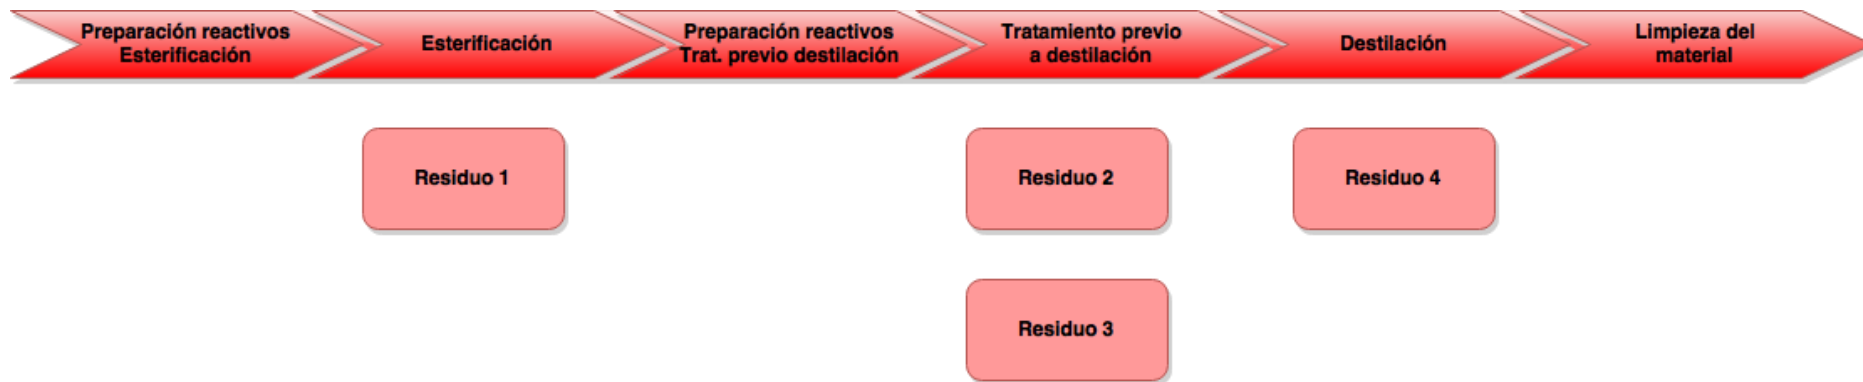 Preparación reactivos
Esterificación
Esterificación
Preparación reactivos
Trat. previo destilación
Tratamiento previo
a destilación
Destilación
Limpieza del
material
Residuo 1
Residuo 2
Residuo 4
Residuo 3